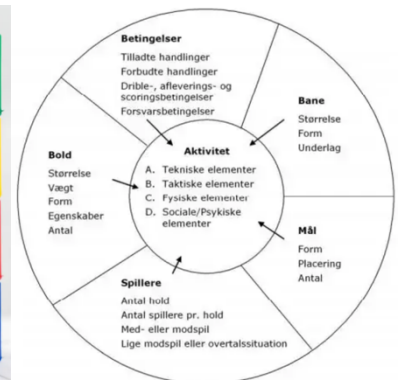 Betingelser
Tilladte handlinger
Forbudte handlinger
Drible-, afleverings- og
scoringsbetingelser
Forsvarsbetingelser
Bane
Størrelse
Form
Underlag
Bold
Størrelse
Vægt
Form
Egenskaber
Antal
Aktivitet
A. Tekniske elementer
B. Taktiske elementer
C. Fysiske elementer
D. Sociale/Psykiske
elementer
Mål
Form
Placering
Antal
Spillere
Antal hold
Antal spillere pr. hold
Med- eller modspil
Lige modspil eller overtalssituation